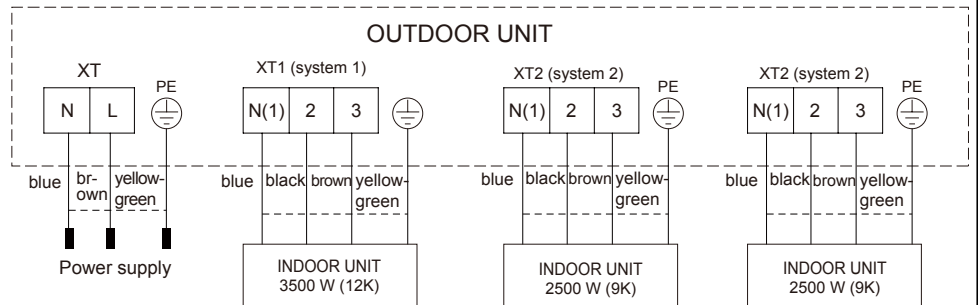 OUTDOOR UNIT
XT
XT1 (system 1)
XT2 (system 2)
XT2 (system 2)
PE
PE
PE
N L
N(1) 2 3
N(1) 2 3
N(1) 2 3
blue
br-
own
yellow-
green
blue
black
brown
yellow-
green
blue
black
brown
yellow-
green
blue
black
brown
yellow-
green
Power supply
INDOOR UNIT
3500 W (12K)
INDOOR UNIT
2500 W (9K)
INDOOR UNIT
2500 W (9K)